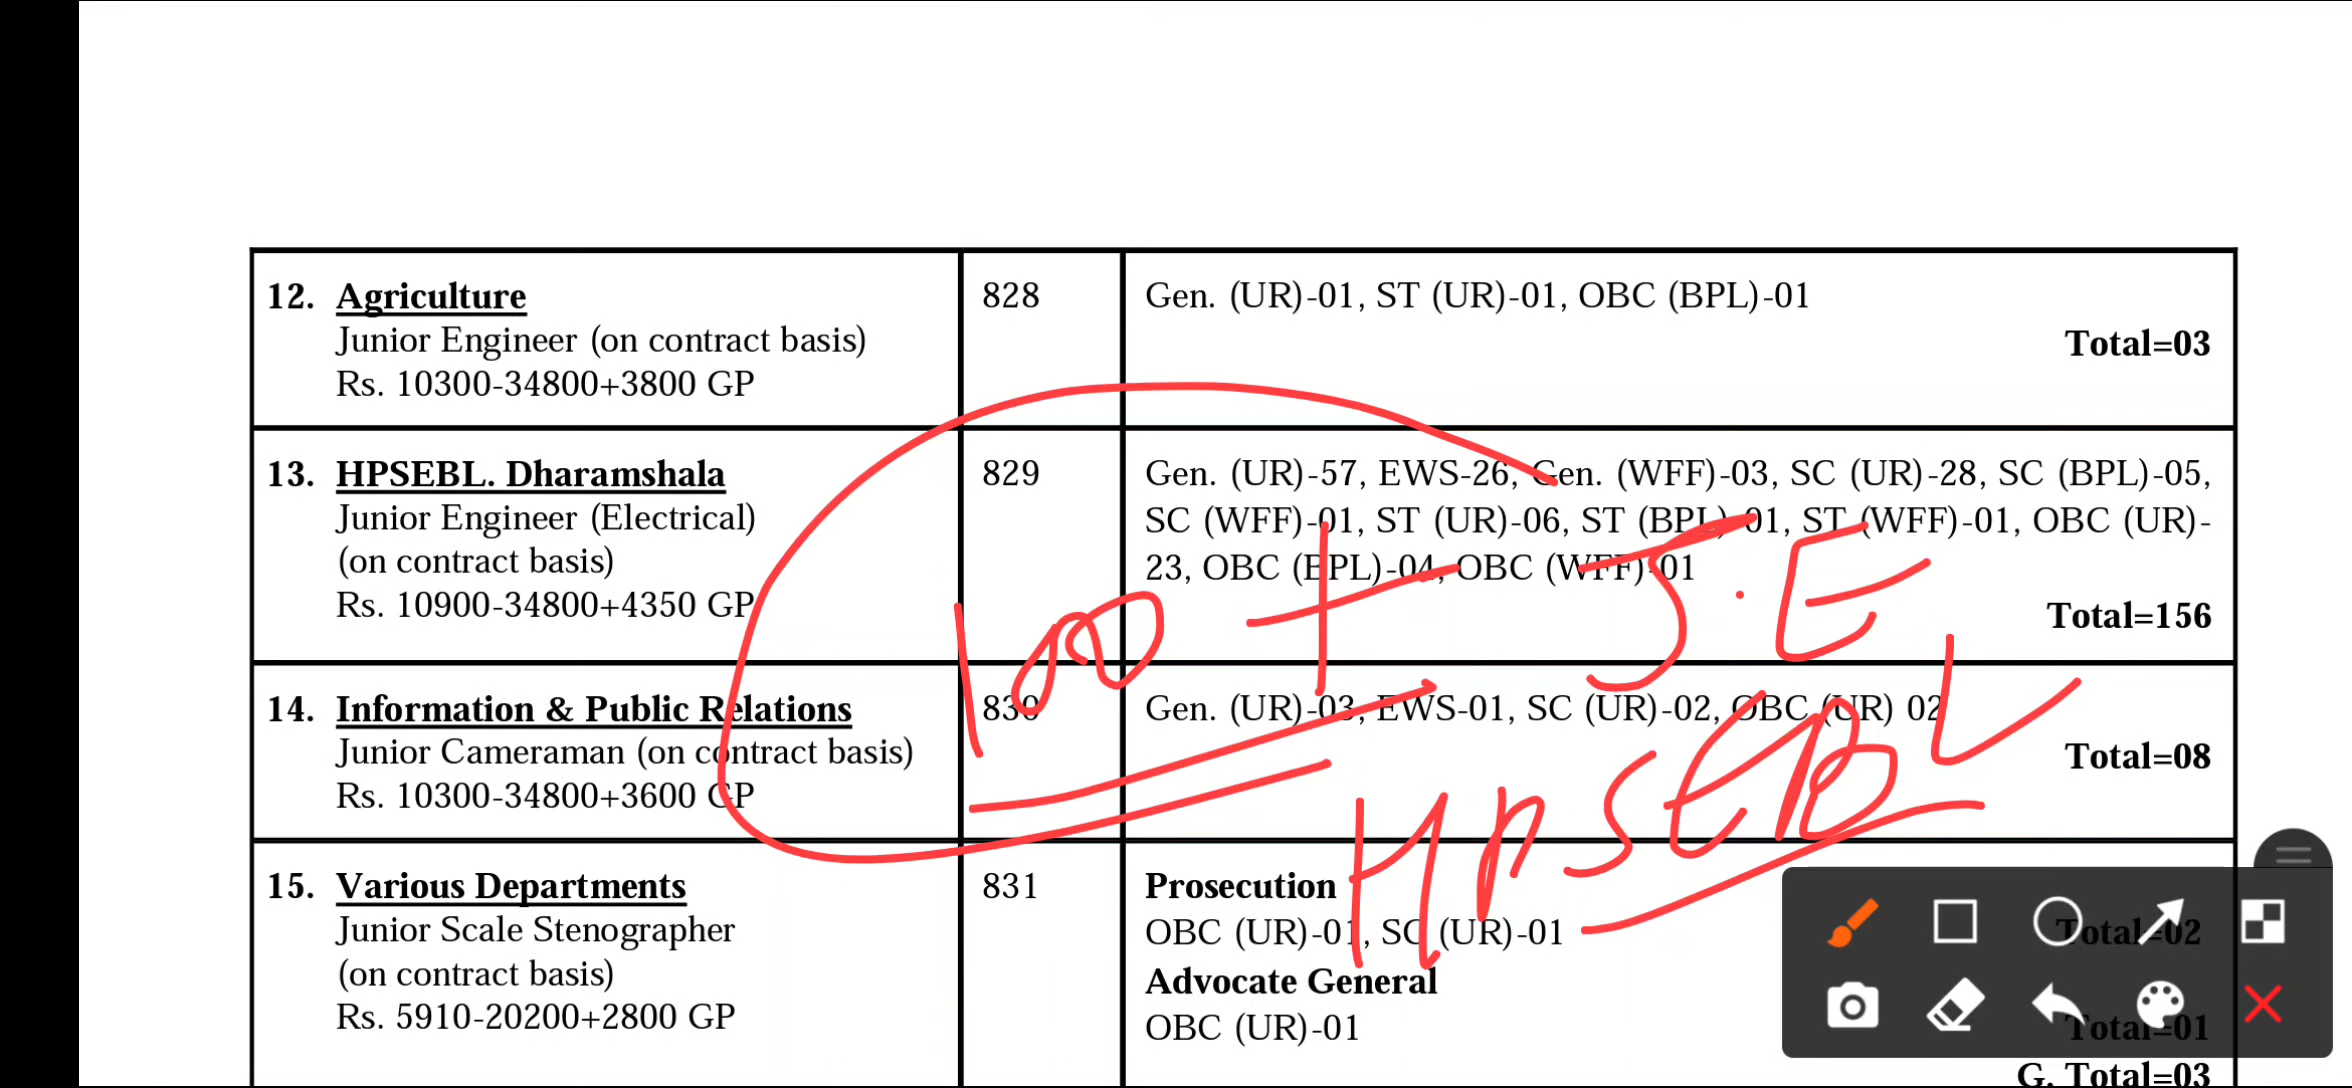 12. Agriculture
Junior Engineer (on contract basis)
Rs. 10300-34800+3800 GP
828
Gen. (UR)-01, ST (UR)-01, OBC (BPL)-01
Total=03
13. HPSEBL. Dharamshala
Junior Engineer (Electrical)
(on contract basis)
Rs. 10900-34800+4350 GP
829
Gen. (UR)-57, EWS-26, Gen. (WFF)-03, SC (UR)-28, SC (BPL)-05,
SC (WFF)-01, ST (UR)-06, ST (BPL)-01, ST (WFF)-01, OBC (UR)-
23, OBC (BPL)-04, OBC (WFF)-01
Total=156
14. Information & Public Relations
Junior Cameraman (on contract basis)
Rs. 10300-34800+3600 GP
830
Gen. (UR)-03, EWS-01, SC (UR)-02, OBC (UR) 02
Total=08
15. Various Departments
Junior Scale Stenographer
(on contract basis)
Rs. 5910-20200+2800 GP
831
Prosecution
OBC (UR)-01, SC (UR)-01
Total=02
Advocate General
OBC (UR)-01
Total=01
G. Total=03
100 + J.E
HPSEBL